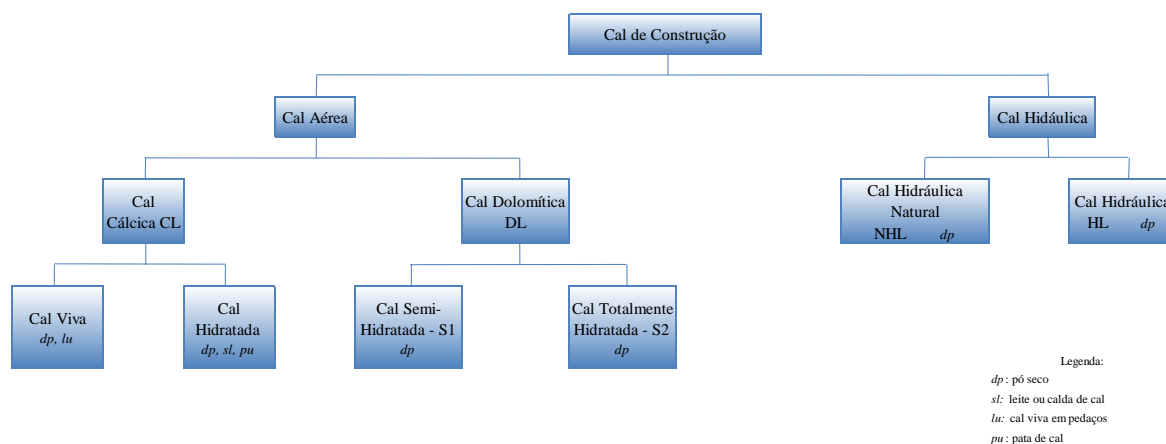 Cal de Construção
Cal Aérea
Cal Hidáulica
Cal
Cálcica CL
Cal Dolomítica
DL
Cal Hidráulica
Natural
NHL dp
Cal Hidráulica
HL dp
Cal Viva
dp, lu
Cal
Hidratada
dp, sl, pu
Cal Semi-
Hidratada - S1
dp
Cal Totalmente
Hidratada - S2
dp
Legenda:
dp : pó seco
sl: leite ou calda de cal
lu: cal viva em pedaços
pu : pata de cal